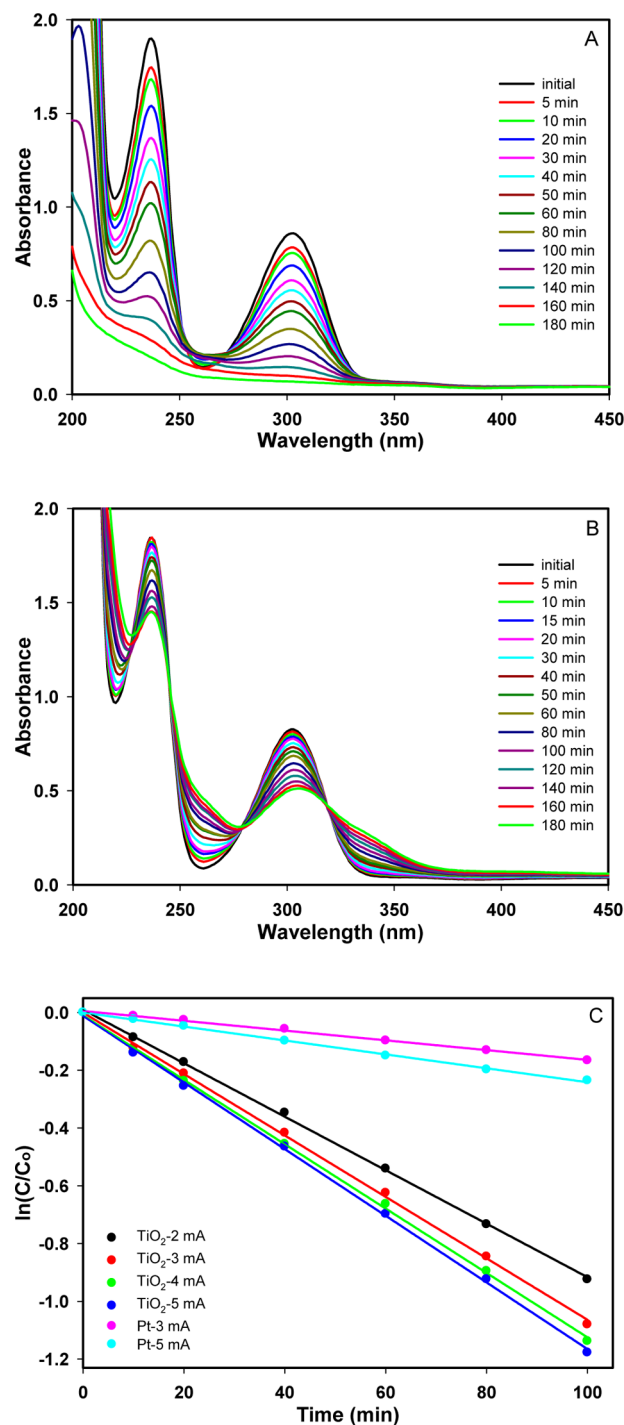 A
2.0
1.5
1.0
0.5
0.0
Absorbance
initial
5 min
10 min
20 min
30 min
40 min
50 min
60 min
80 min
100 min
120 min
140 min
160 min
180 min
200 250 300 350 400 450
Wavelength (nm)
B
2.0
1.5
1.0
0.5
0.0
Absorbance
initial
5 min
10 min
15 min
20 min
30 min
40 min
50 min
60 min
80 min
100 min
120 min
140 min
160 min
180 min
200 250 300 350 400 450
Wavelength (nm)
C
0.0
-0.2
-0.4
-0.6
-0.8
-1.0
-1.2
ln(C/Co)
TiO₂-2 mA
TiO₂-3 mA
TiO₂-4 mA
TiO₂-5 mA
Pt-3 mA
Pt-5 mA
0 20 40 60 80 100
Time (min)